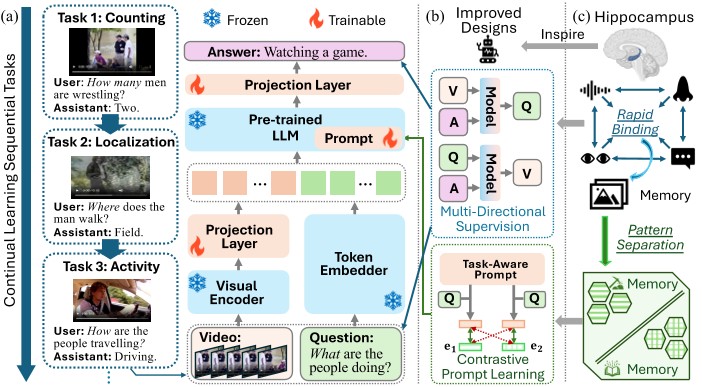 (a)
Continual Learning Sequential Tasks
Task 1: Counting
User: How many men
are wrestling?
Assistant: Two.
Task 2: Localization
User: Where does the
man walk?
Assistant: Field.
Task 3: Activity
User: How are the
people travelling?
Assistant: Driving.
Frozen
Trainable
Answer: Watching a game.
Projection Layer
Pre-trained
LLM
Prompt
...
...
Projection
Layer
Visual
Encoder
Token
Embedder
Video:
Question:
What are the
people doing?
(b)
Improved
Designs
V
A
Model
Q
Q
A
Model
V
Multi-Directional
Supervision
Task-Aware
Prompt
Q
Q
e1
e2
Contrastive
Prompt Learning
(c)
Hippocampus
Inspire
Rapid
Binding
Memory
Pattern
Separation
Memory
Memory